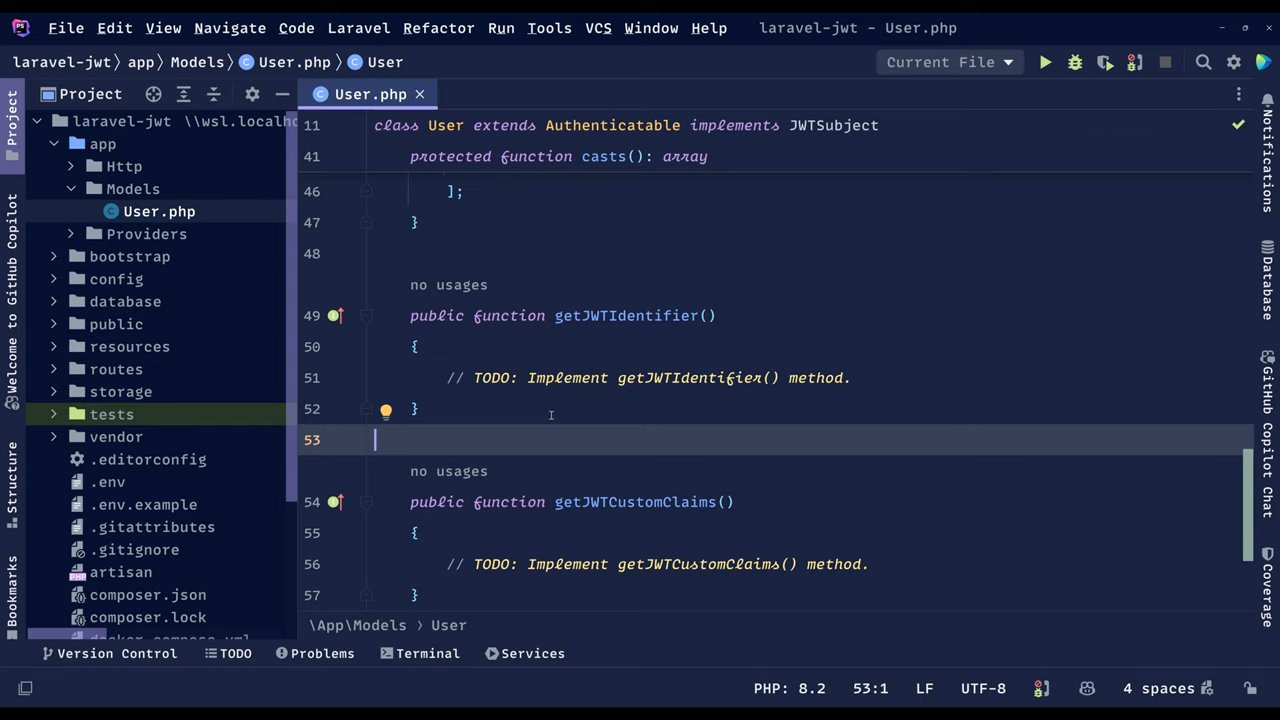 File Edit View Navigate Code Laravel Refactor Run Tools VCS Window Help laravel-jwt - User.php
laravel-jwt app Models User.php User Current File
Project User.php
Project
Welcome to GitHub Copilot
Structure
Bookmarks
laravel-jwt \\wsl.localho
app
Http
Models
User.php
Providers
bootstrap
config
database
public
resources
routes
storage
tests
vendor
.editorconfig
.env
.env.example
.gitattributes
.gitignore
artisan
composer.json
composer.lock
docker-compose.yml
11 class User extends Authenticatable implements JWTSubject
41 protected function casts(): array
46 ];
47 }
48
no usages
49 public function getJWTIdentifier()
50 {
51 // TODO: Implement getJWTIdentifier() method.
52 }
53
no usages
54 public function getJWTCustomClaims()
55 {
56 // TODO: Implement getJWTCustomClaims() method.
57 }
\App\Models › User
Notifications
Database
GitHub Copilot Chat
Coverage
Version Control TODO Problems Terminal Services
PHP: 8.2 53:1 LF UTF-8 4 spaces